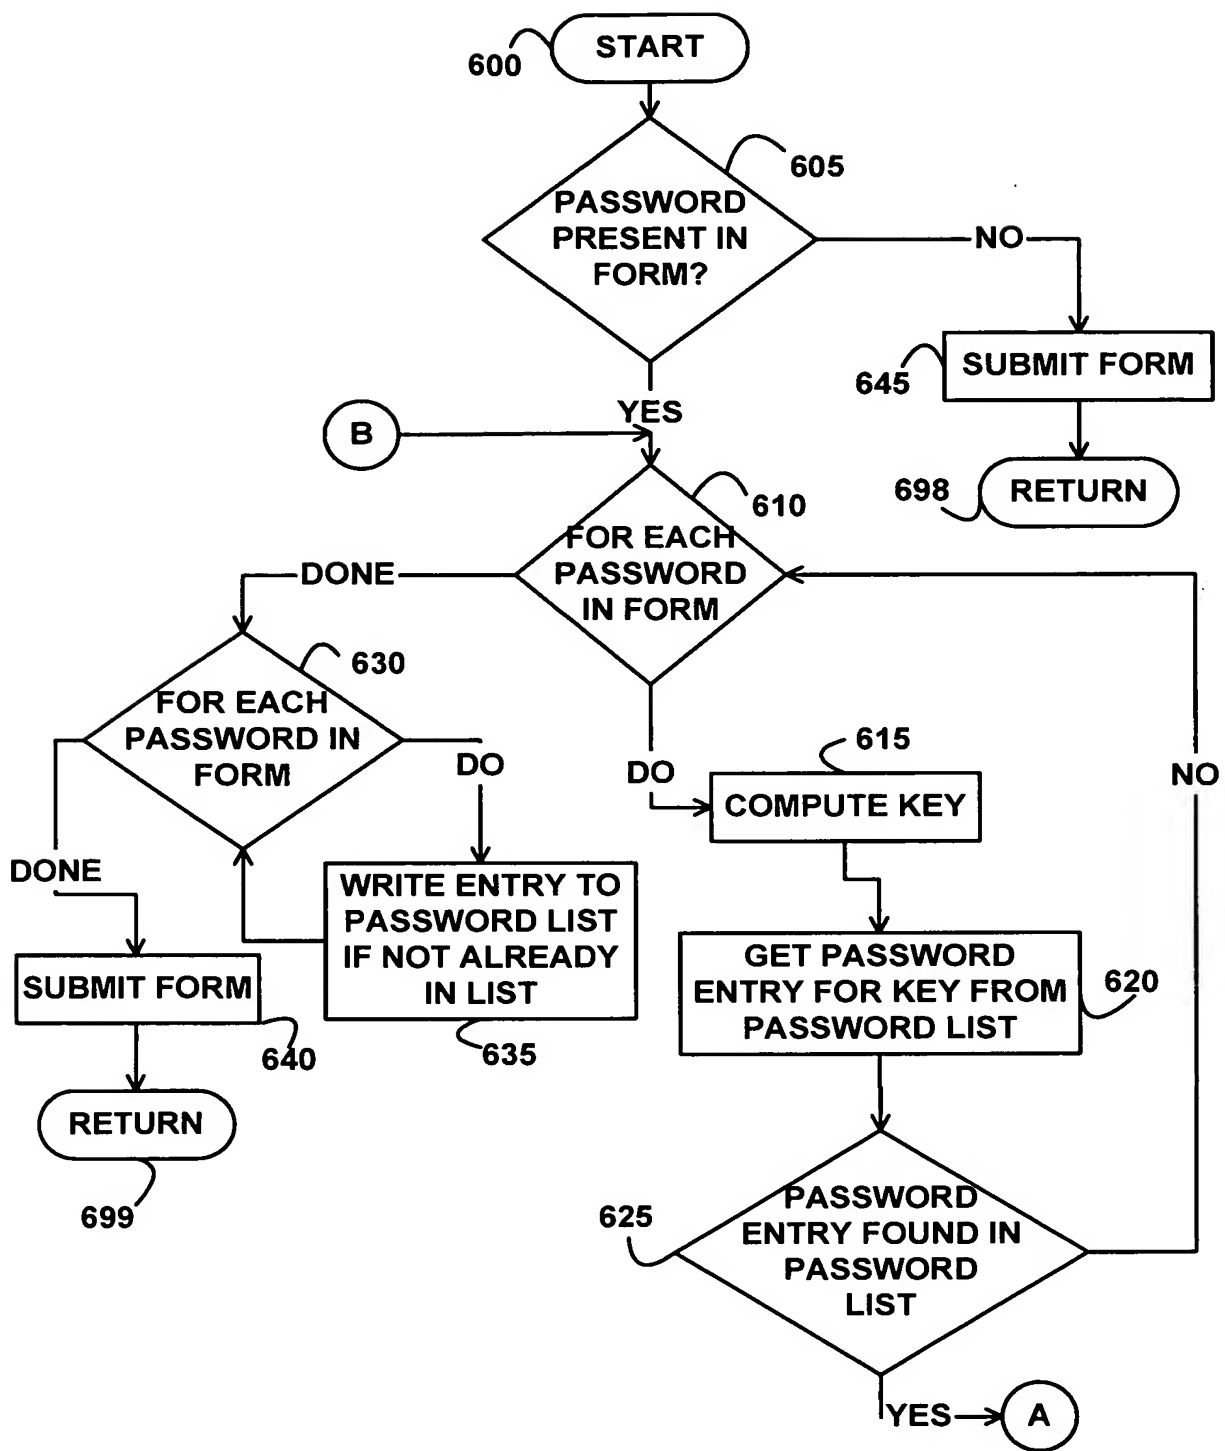 START
600
605
PASSWORD
PRESENT IN
FORM?
NO
645
SUBMIT FORM
YES
B
698
RETURN
610
FOR EACH
PASSWORD
IN FORM
DONE
630
FOR EACH
PASSWORD IN
FORM
DO
DO
615
COMPUTE KEY
NO
DONE
WRITE ENTRY TO
PASSWORD LIST
IF NOT ALREADY
IN LIST
635
GET PASSWORD
ENTRY FOR KEY FROM
PASSWORD LIST
620
SUBMIT FORM
640
RETURN
699
625
PASSWORD
ENTRY FOUND IN
PASSWORD
LIST
YES
A